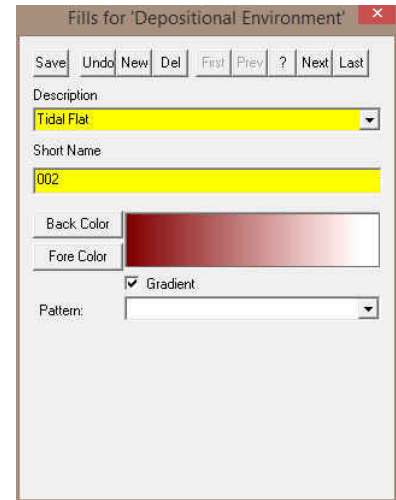 Fills for 'Depositional Environment'
Save Undo New Del First Prev ? Next Last
Description
Tidal Flat
Short Name
002
Back Color
Fore Color
Gradient
Pattern: